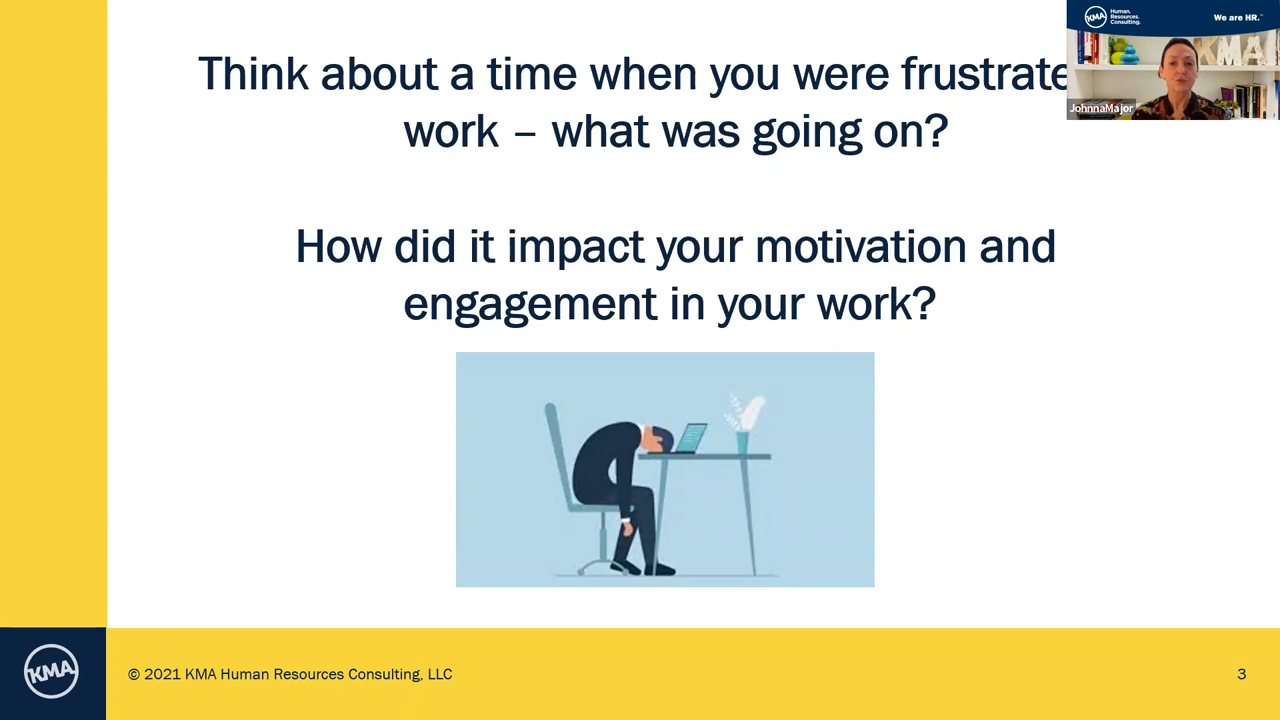 Think about a time when you were frustrate
work – what was going on?
How did it impact your motivation and
engagement in your work?
KMA
Human.
Resources.
Consulting.
We are HR.™
KMA
JohnnaMajor
KMA
© 2021 KMA Human Resources Consulting, LLC
3